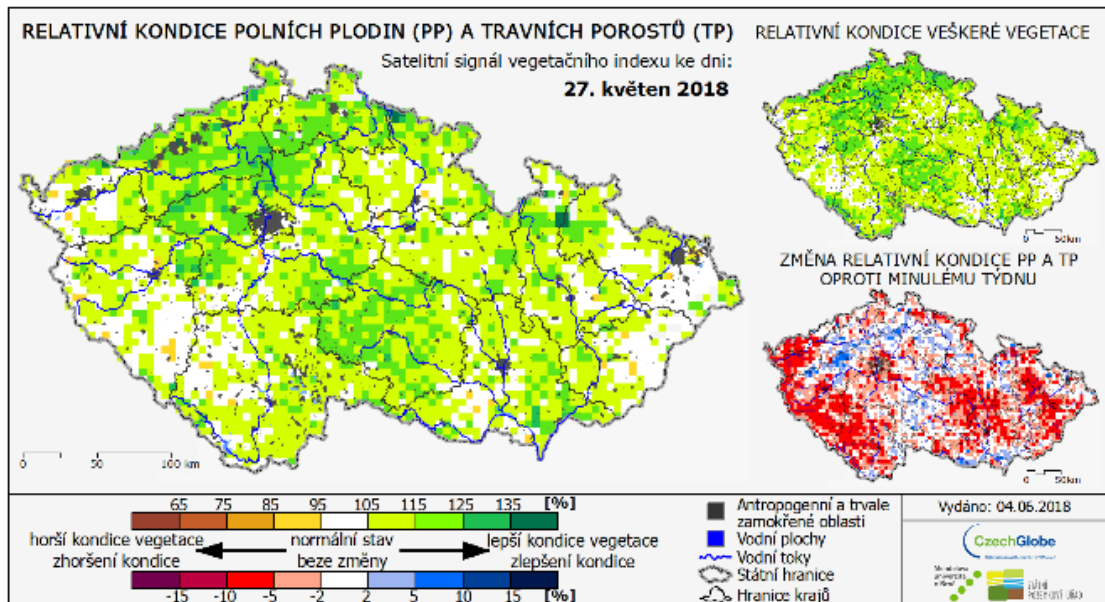 RELATIVNÍ KONDICE POLNÍCH PLODIN (PP) A TRAVNÍCH POROSTŮ (TP)
Satelitní signál vegetačního indexu ke dni:
27. květen 2018
0 50 100 km
RELATIVNÍ KONDICE VEŠKERÉ VEGETACE
0 50km
ZMĚNA RELATIVNÍ KONDICE PP A TP
OPROTI MINULÉMU TÝDNU
0 50km
65 75 85 95 105 115 125 135 [%]
horší kondice vegetace normální stav lepší kondice vegetace
zhoršení kondice beze změny zlepšení kondice
-15 -10 -5 -2 2 5 10 15 [%]
Antropogenní a trvale
zamokřené oblasti
Vodní plochy
Vodní toky
Státní hranice
Hranice krajů
Vydáno: 04.06.2018
CzechGlobe